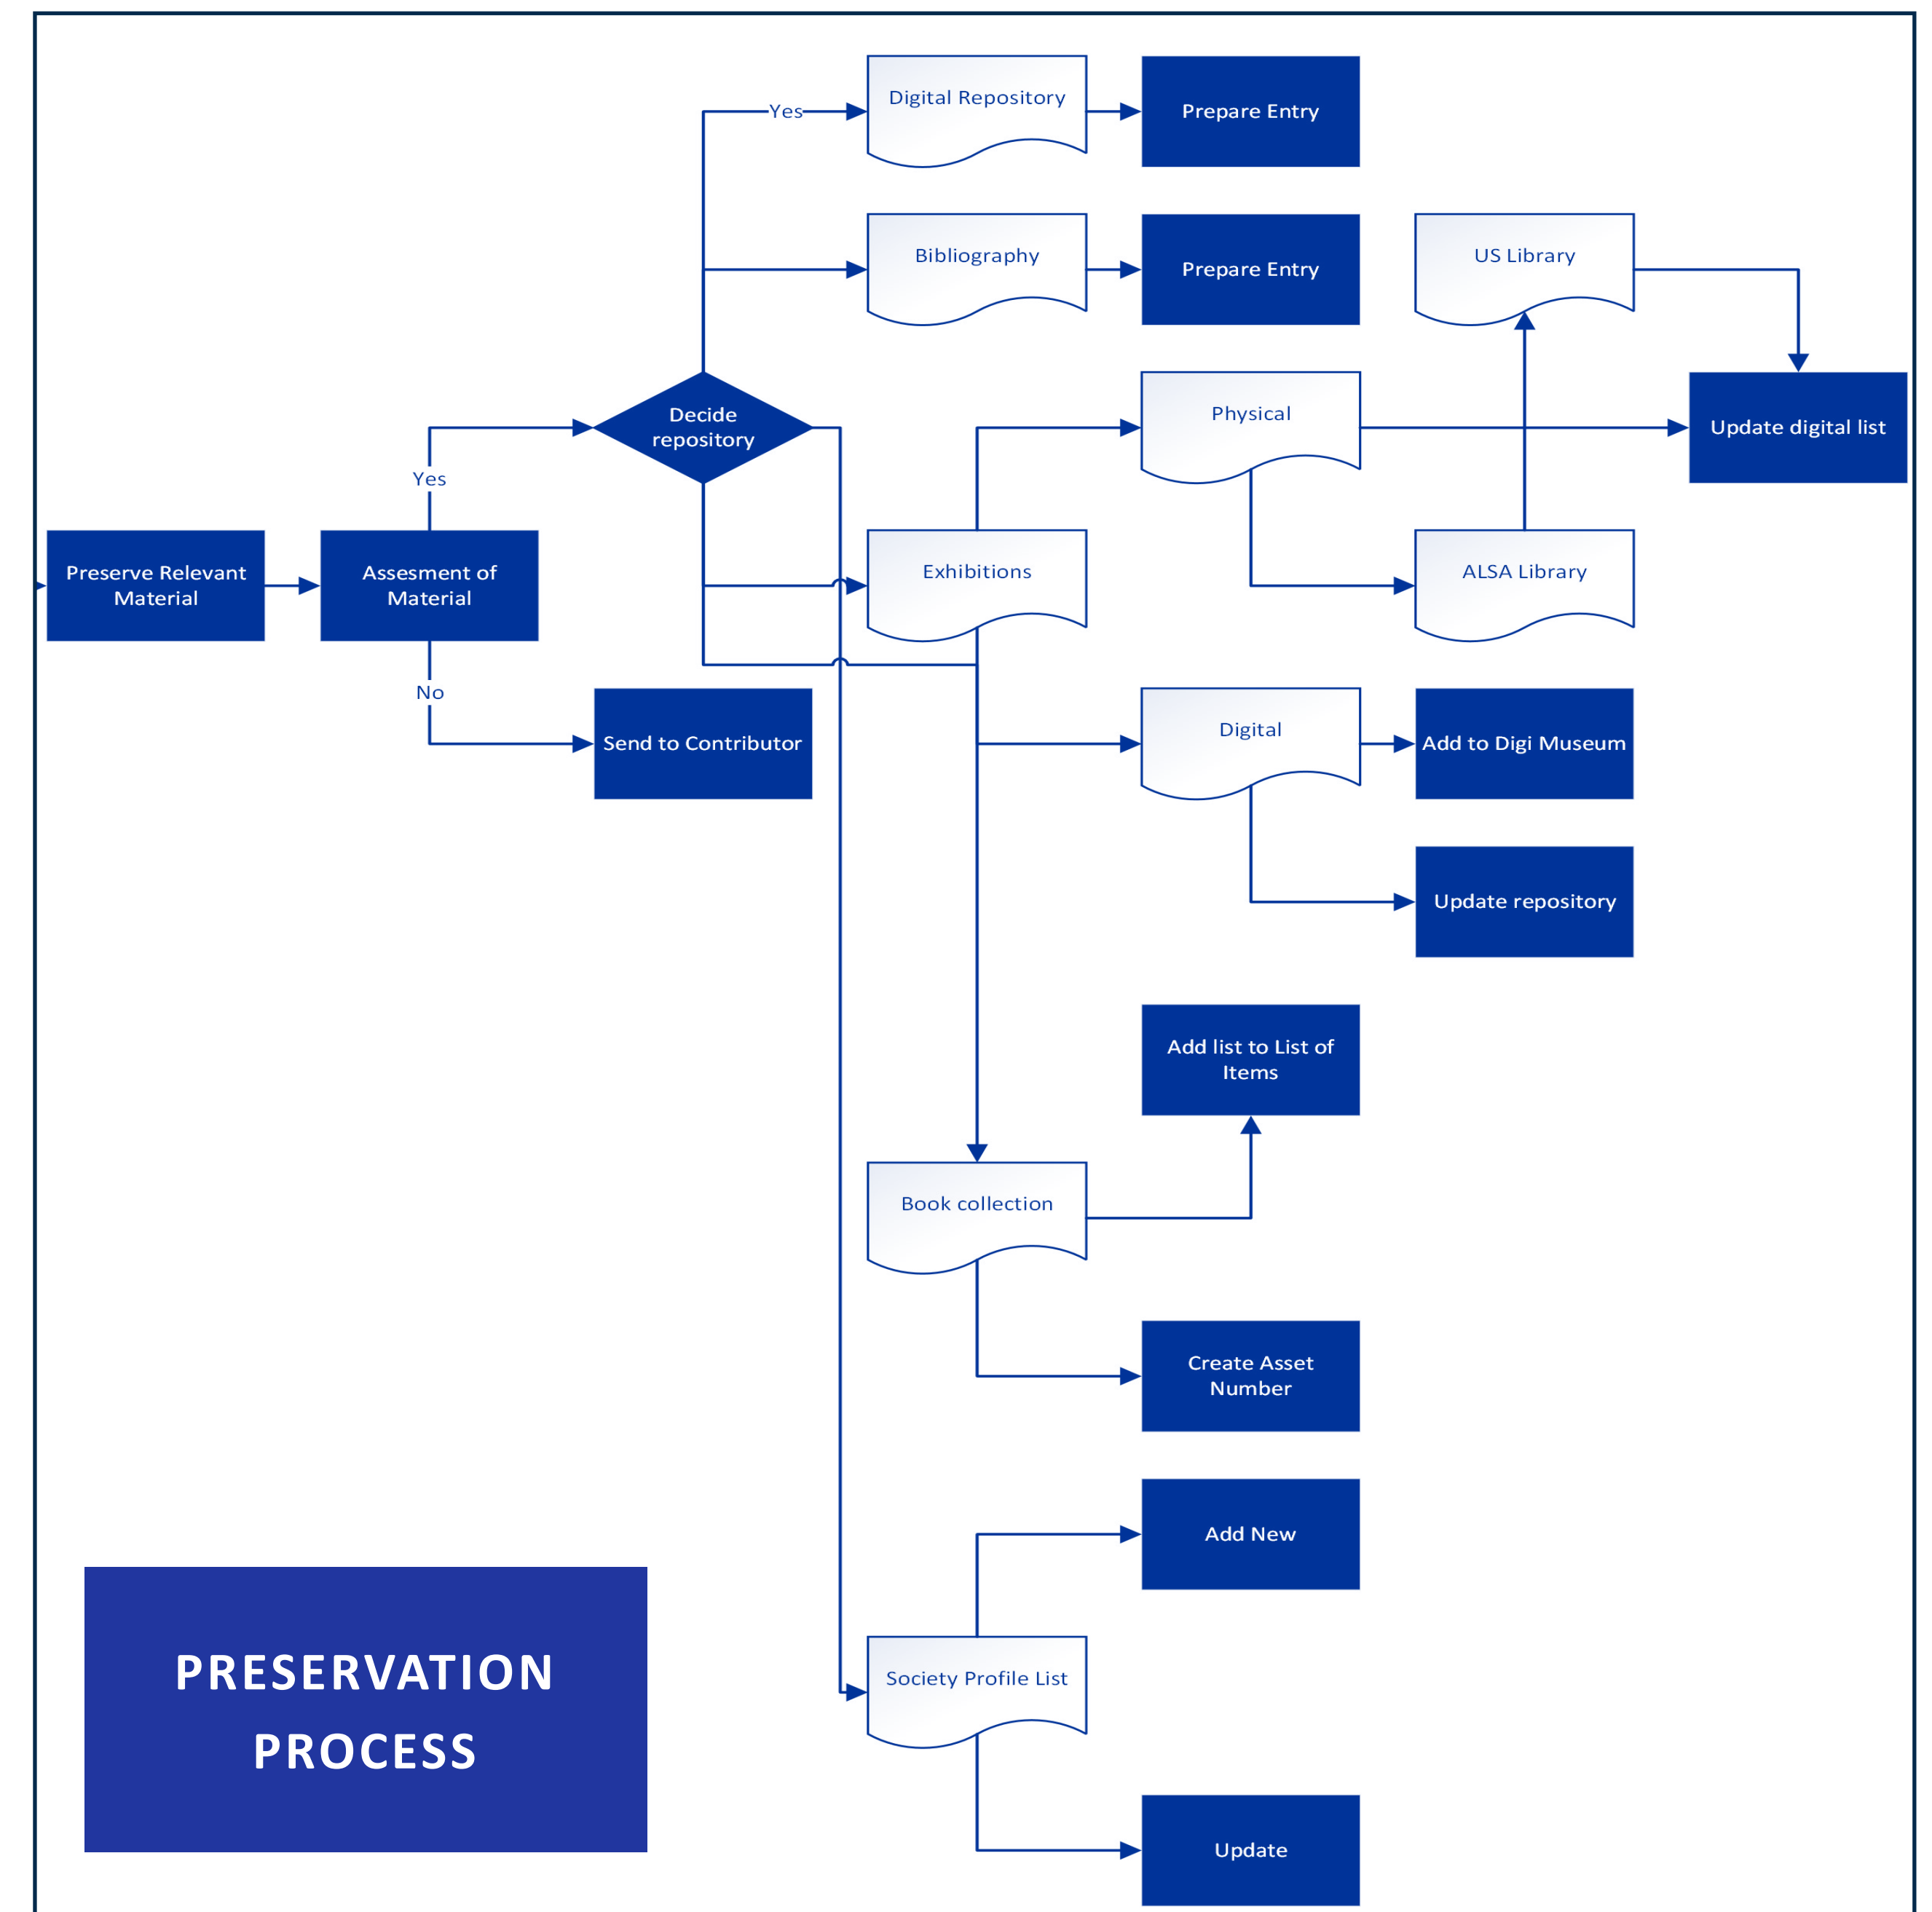 Yes
Digital Repository
Prepare Entry
Bibliography
Prepare Entry
US Library
Decide
repository
Physical
Update digital list
Yes
Preserve Relevant
Material
Assesment of
Material
Exhibitions
ALSA Library
No
Send to Contributor
Digital
Add to Digi Museum
Update repository
Add list to List of
Items
Book collection
Create Asset
Number
Add New
Society Profile List
Update
PRESERVATION
PROCESS